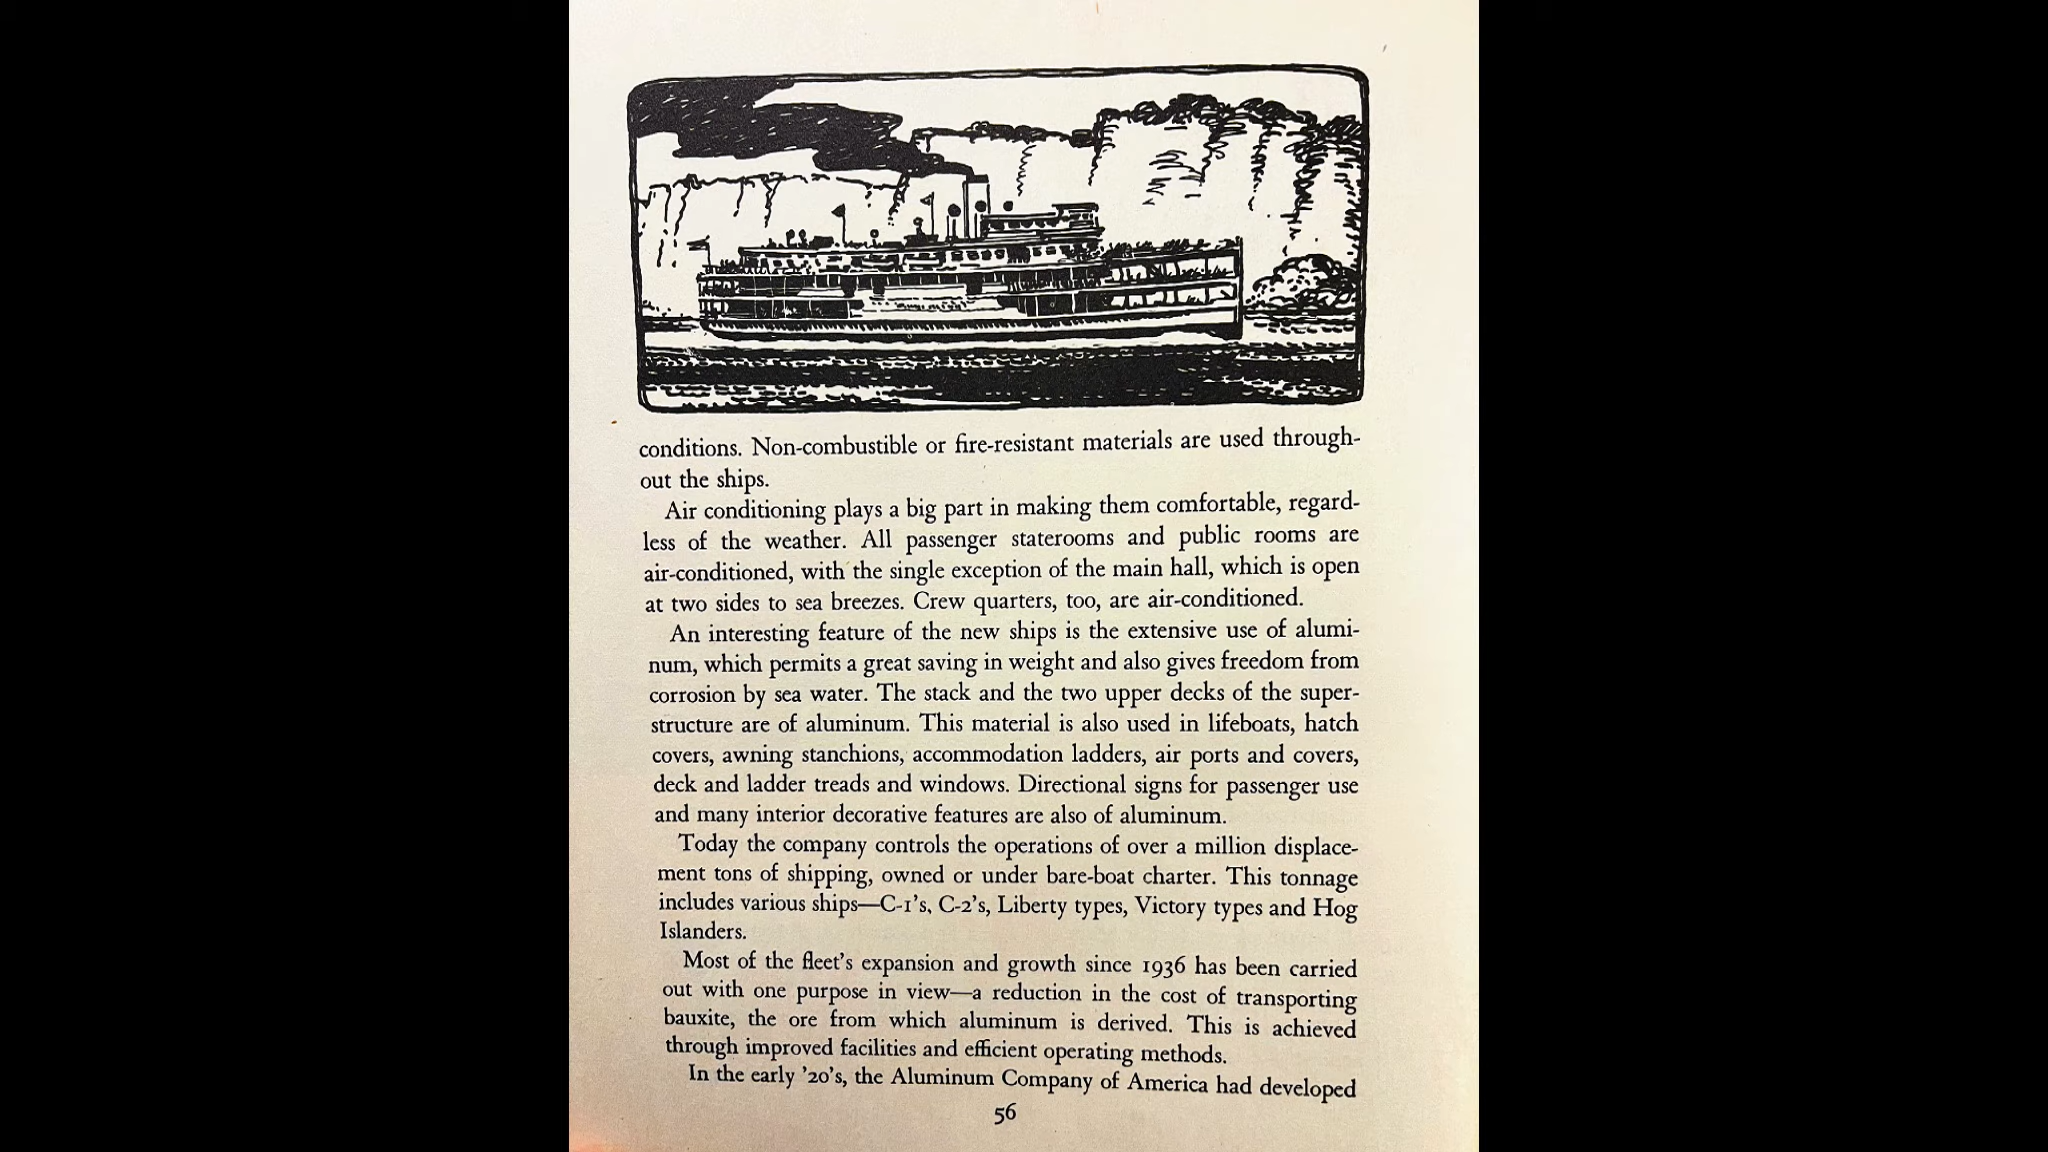 conditions. Non-combustible or fire-resistant materials are used through-
out the ships.
Air conditioning plays a big part in making them comfortable, regard-
less of the weather. All passenger staterooms and public rooms are
air-conditioned, with the single exception of the main hall, which is open
at two sides to sea breezes. Crew quarters, too, are air-conditioned.
An interesting feature of the new ships is the extensive use of alumi-
num, which permits a great saving in weight and also gives freedom from
corrosion by sea water. The stack and the two upper decks of the super-
structure are of aluminum. This material is also used in lifeboats, hatch
covers, awning stanchions, accommodation ladders, air ports and covers,
deck and ladder treads and windows. Directional signs for passenger use
and many interior decorative features are also of aluminum.
Today the company controls the operations of over a million displace-
ment tons of shipping, owned or under bare-boat charter. This tonnage
includes various ships—C-1's, C-2's, Liberty types, Victory types and Hog
Islanders.
Most of the fleet's expansion and growth since 1936 has been carried
out with one purpose in view—a reduction in the cost of transporting
bauxite, the ore from which aluminum is derived. This is achieved
through improved facilities and efficient operating methods.
In the early '20's, the Aluminum Company of America had developed
56